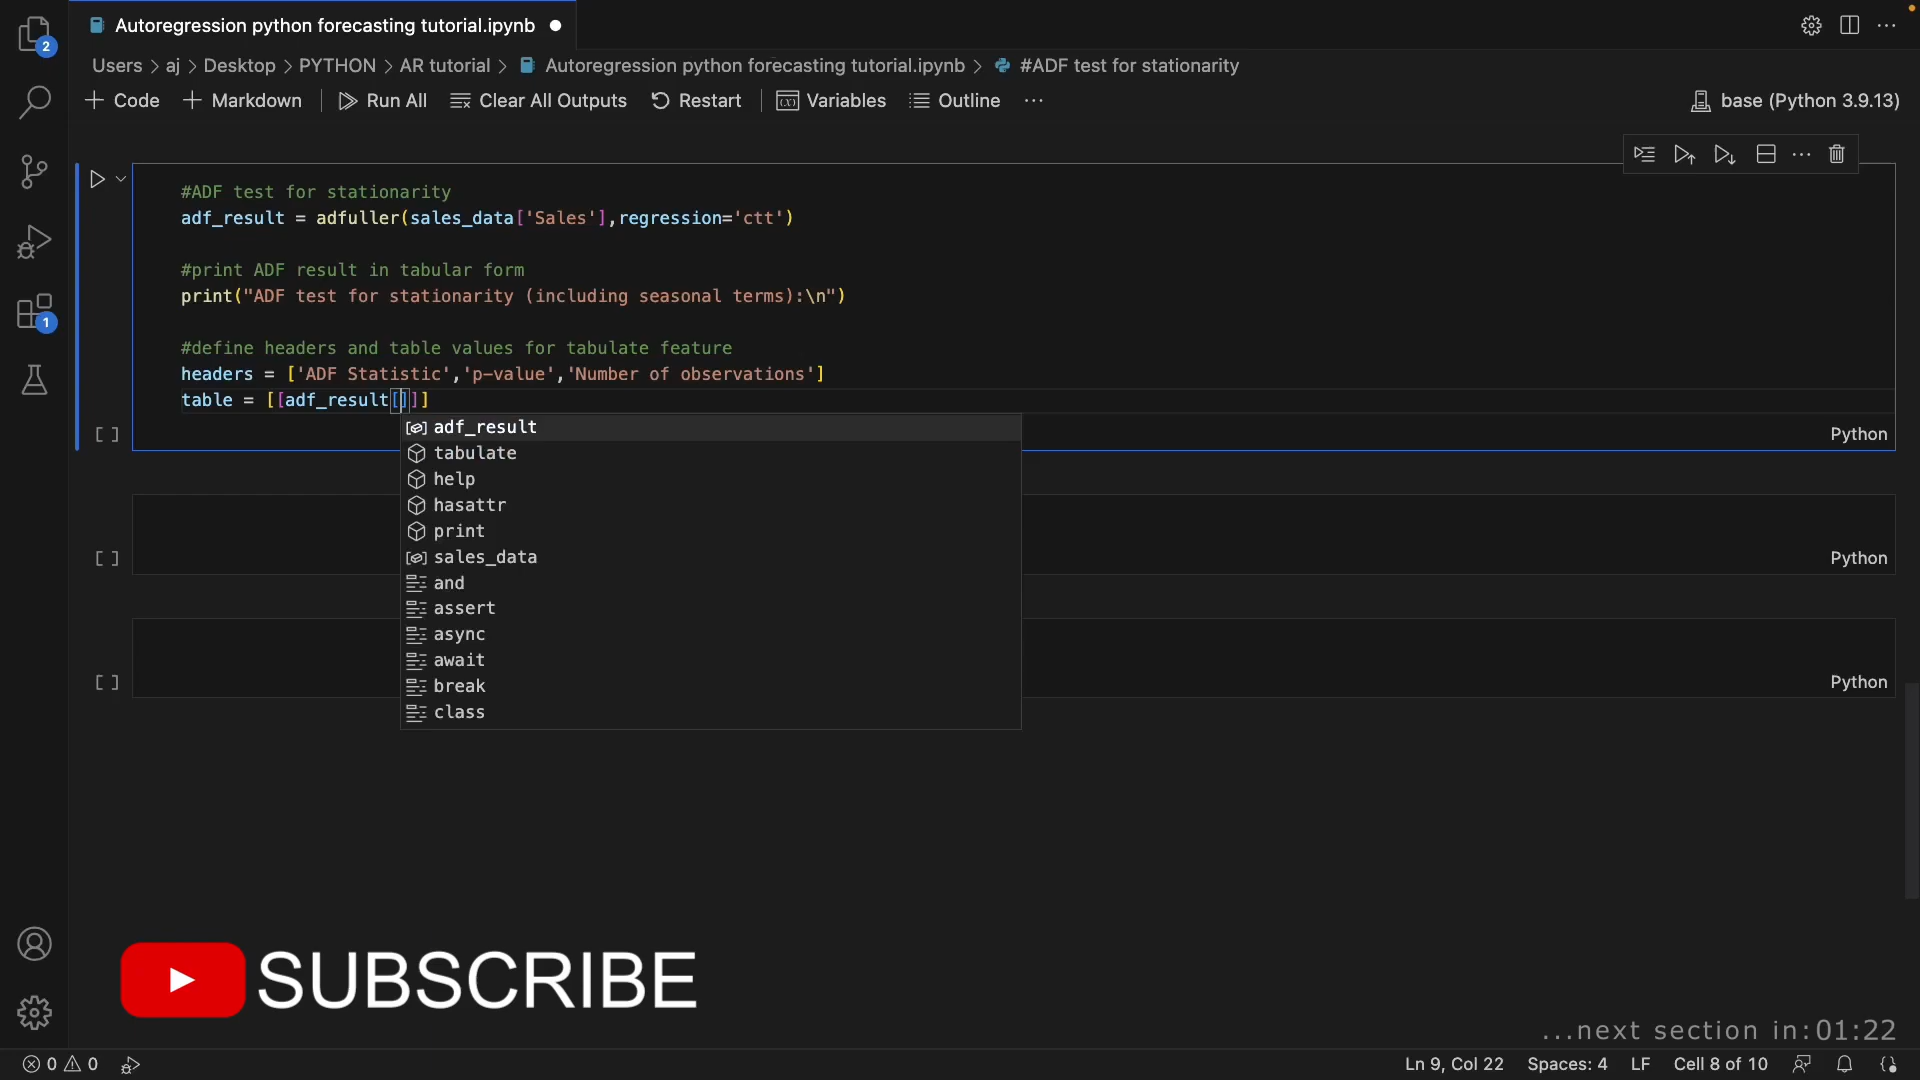 Autoregression python forecasting tutorial.ipynb
Users > aj > Desktop > PYTHON > AR tutorial > Autoregression python forecasting tutorial.ipynb > #ADF test for stationarity
+ Code + Markdown Run All Clear All Outputs Restart Variables Outline ... base (Python 3.9.13)
2
1
#ADF test for stationarity
adf_result = adfuller(sales_data['Sales'],regression='ctt')
#print ADF result in tabular form
print("ADF test for stationarity (including seasonal terms):\n")
#define headers and table values for tabulate feature
headers = ['ADF Statistic','p-value','Number of observations']
table = [[adf_result[]]]
[ ] Python
adf_result
tabulate
help
hasattr
print
sales_data
and
assert
async
await
break
class
[ ] Python
[ ] Python
SUBSCRIBE
...next section in:01:22
0 0 Ln 9, Col 22 Spaces: 4 LF Cell 8 of 10